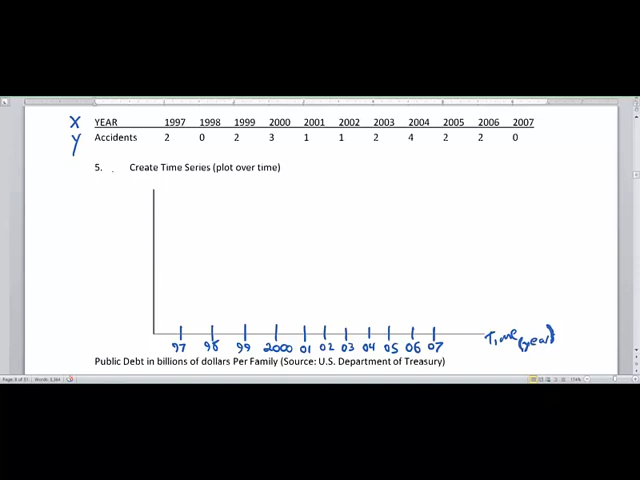 X YEAR 1997 1998 1999 2000 2001 2002 2003 2004 2005 2006 2007
Y Accidents 2 0 2 3 1 1 2 4 2 2 0
5. . Create Time Series (plot over time)
Time (year)
97 98 99 2000 01 02 03 04 05 06 07
Public Debt in billions of dollars Per Family (Source: U.S. Department of Treasury)